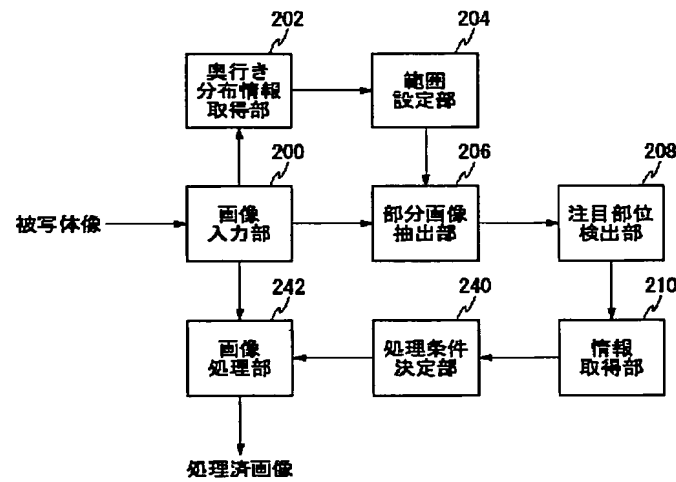 202
204
奥行き
分布情報
取得部
範囲
設定部
200
206
208
被写体像
画像
入力部
部分画像
抽出部
注目部位
検出部
242
240
210
画像
処理部
処理条件
決定部
情報
取得部
処理済画像